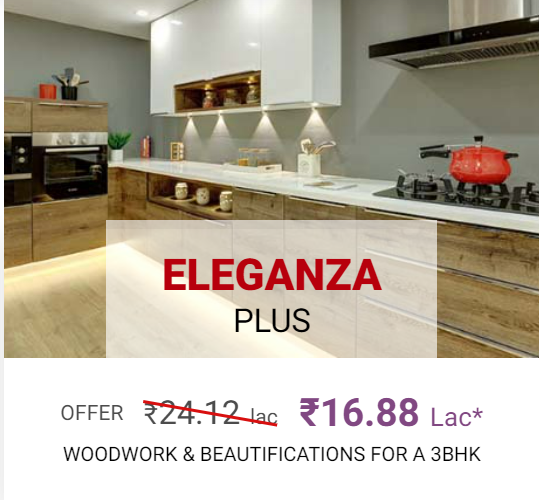 ELEGANZA
PLUS
OFFER ₹24.12 lac ₹16.88 Lac*
WOODWORK & BEAUTIFICATIONS FOR A 3BHK